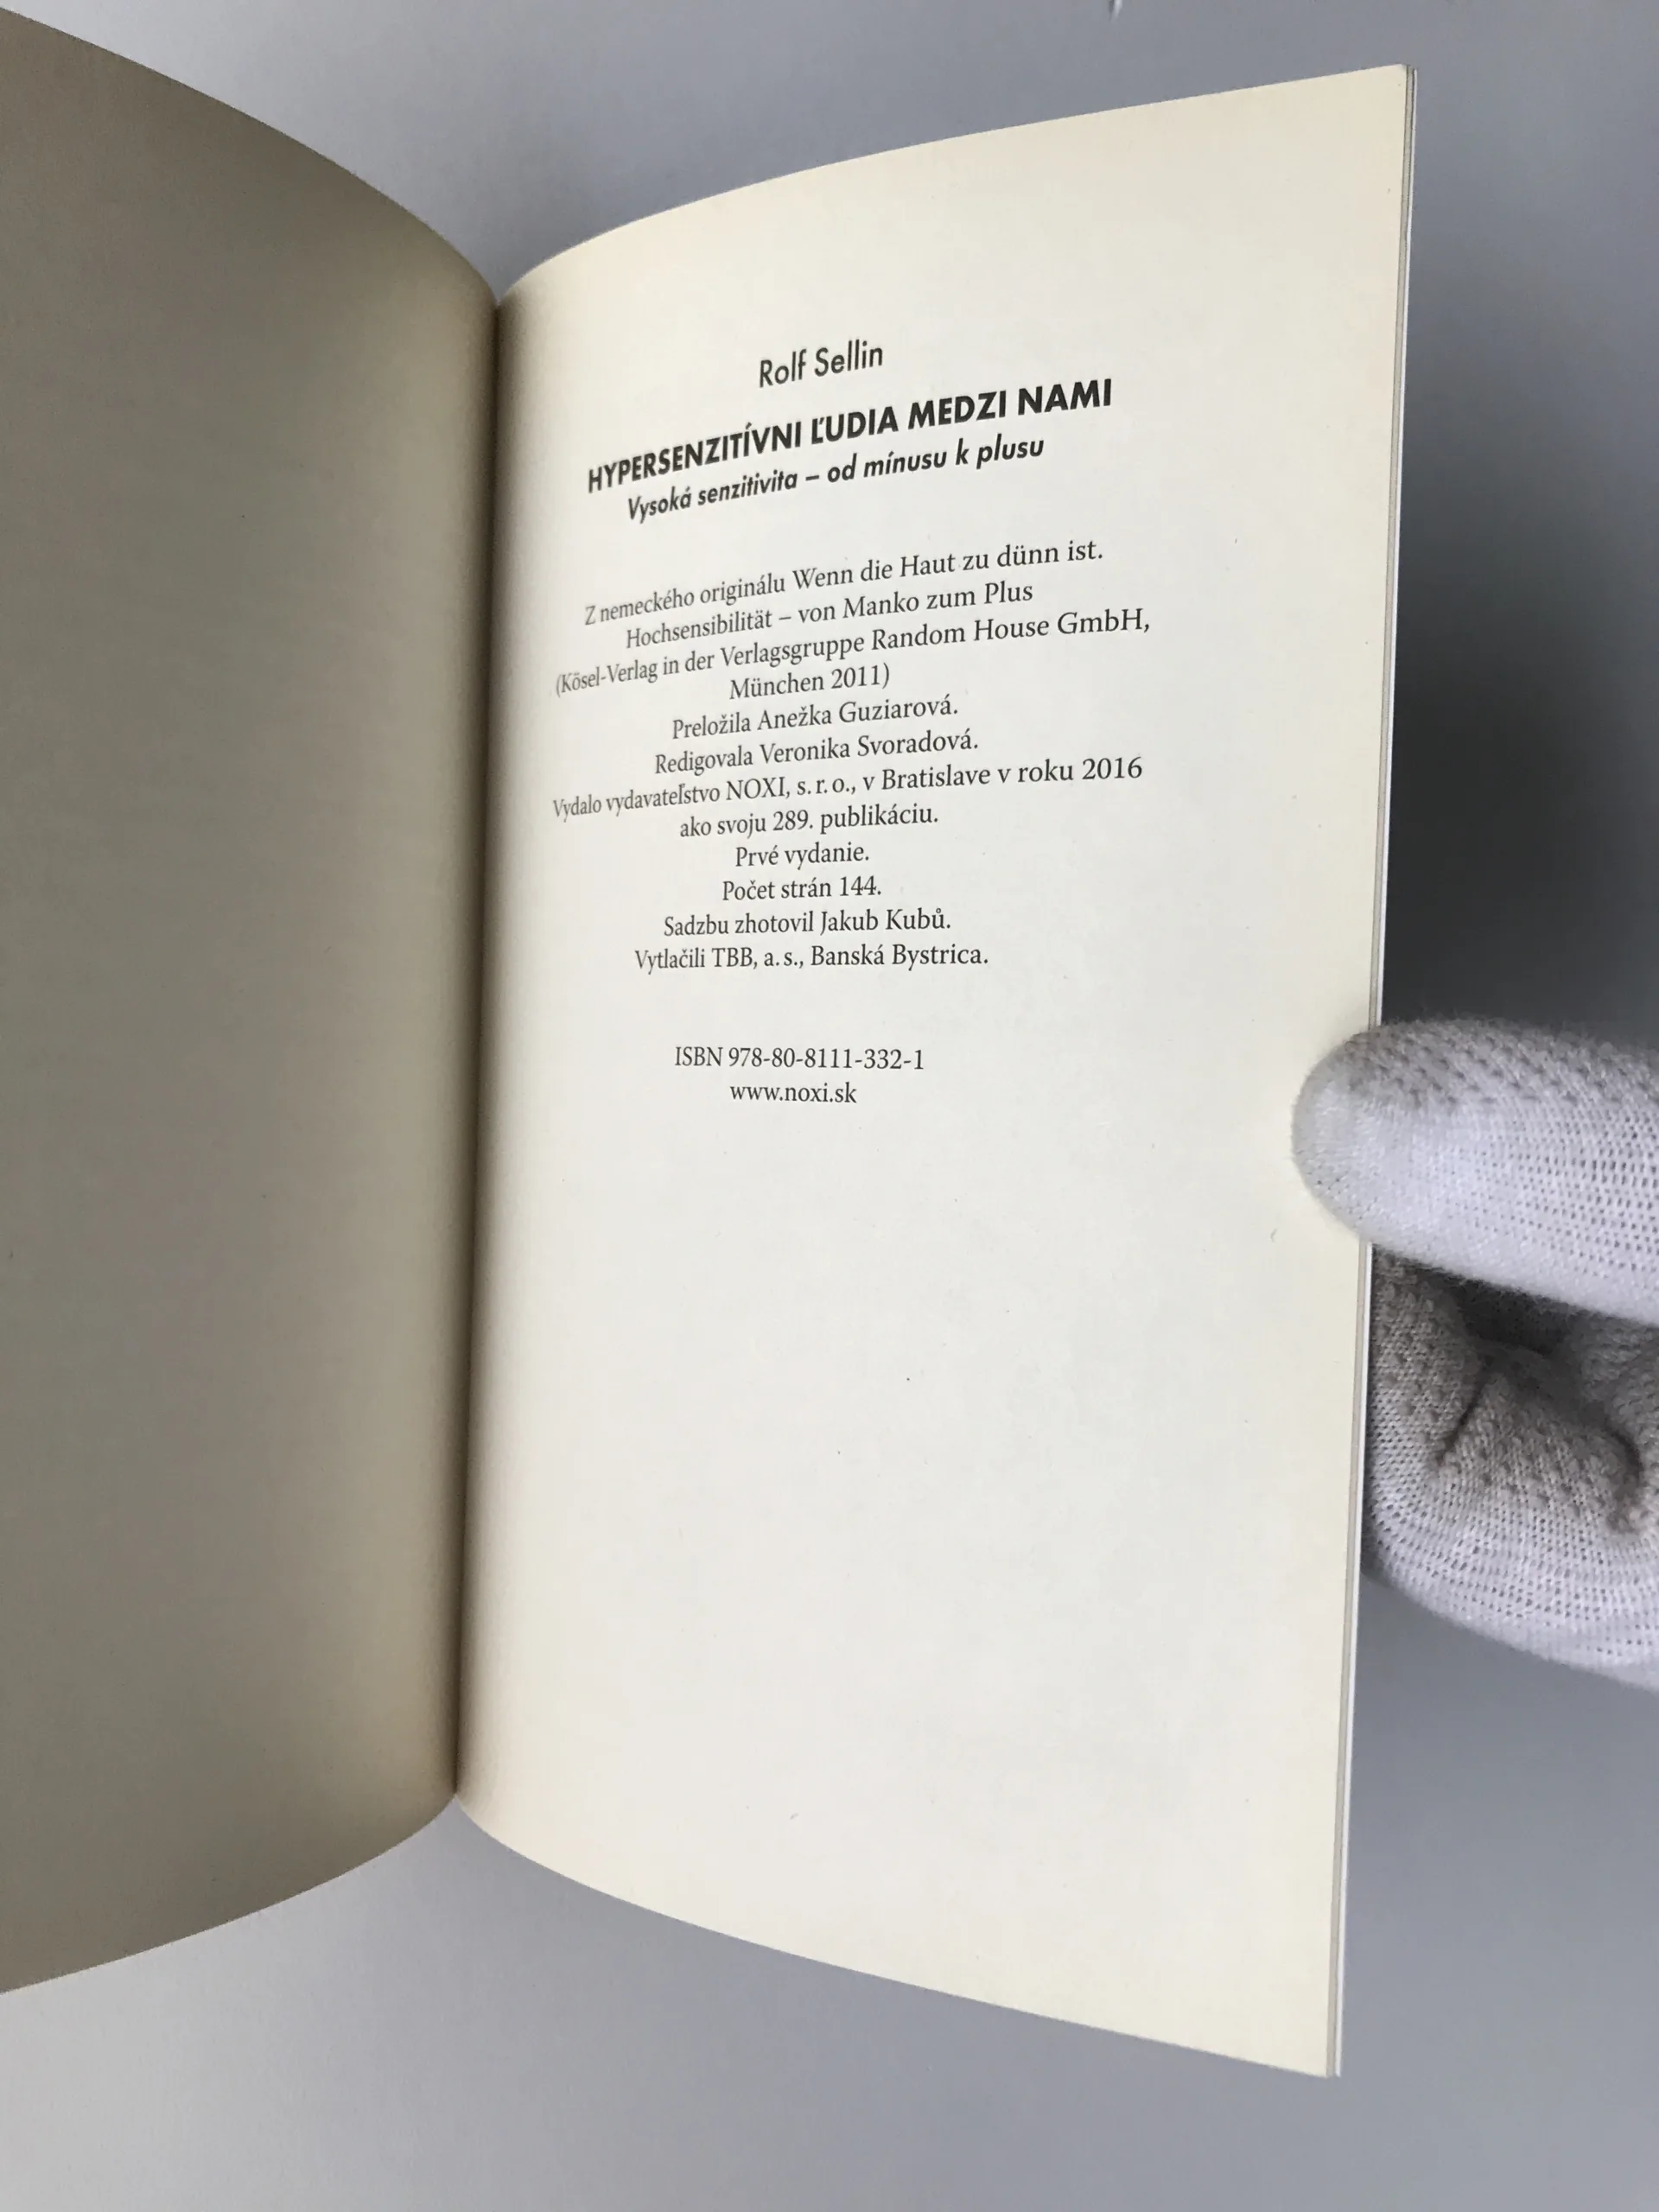 Rolf Sellin
HYPERSENZITÍVNI ĽUDIA MEDZI NAMI
Vysoká senzitivita – od mínusu k plusu
Z nemeckého originálu Wenn die Haut zu dünn ist.
Hochsensibilität – von Manko zum Plus
(Kösel-Verlag in der Verlagsgruppe Random House GmbH,
München 2011)
Preložila Anežka Guziarová.
Redigovala Veronika Svoradová.
Vydalo vydavateľstvo NOXI, s. r. o., v Bratislave v roku 2016
ako svoju 289. publikáciu.
Prvé vydanie.
Počet strán 144.
Sadzbu zhotovil Jakub Kubů.
Vytlačili TBB, a. s., Banská Bystrica.
ISBN 978-80-8111-332-1
www.noxi.sk